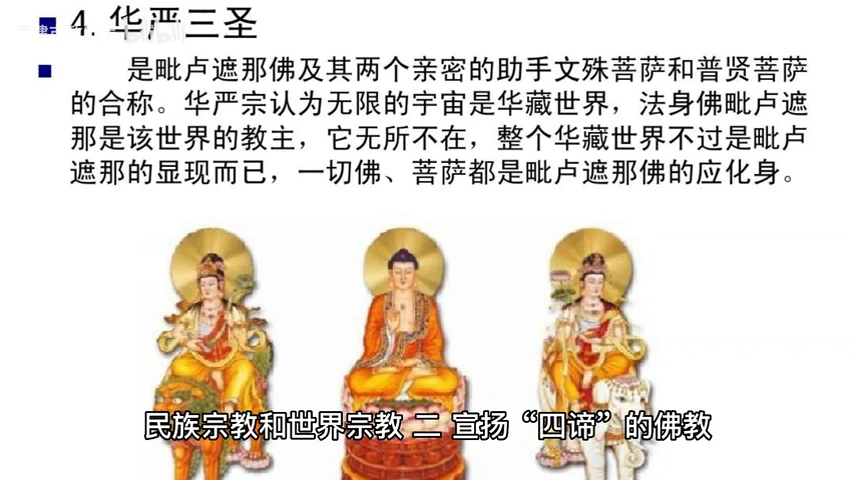 4. 华严三圣
是毗卢遮那佛及其两个亲密的助手文殊菩萨和普贤菩萨
的合称。华严宗认为无限的宇宙是华藏世界，法身佛毗卢遮
那是该世界的教主，它无所不在，整个华藏世界不过是毗卢
遮那的显现而已，一切佛、菩萨都是毗卢遮那佛的应化身。
民族宗教和世界宗教 二 宣扬“四谛”的佛教